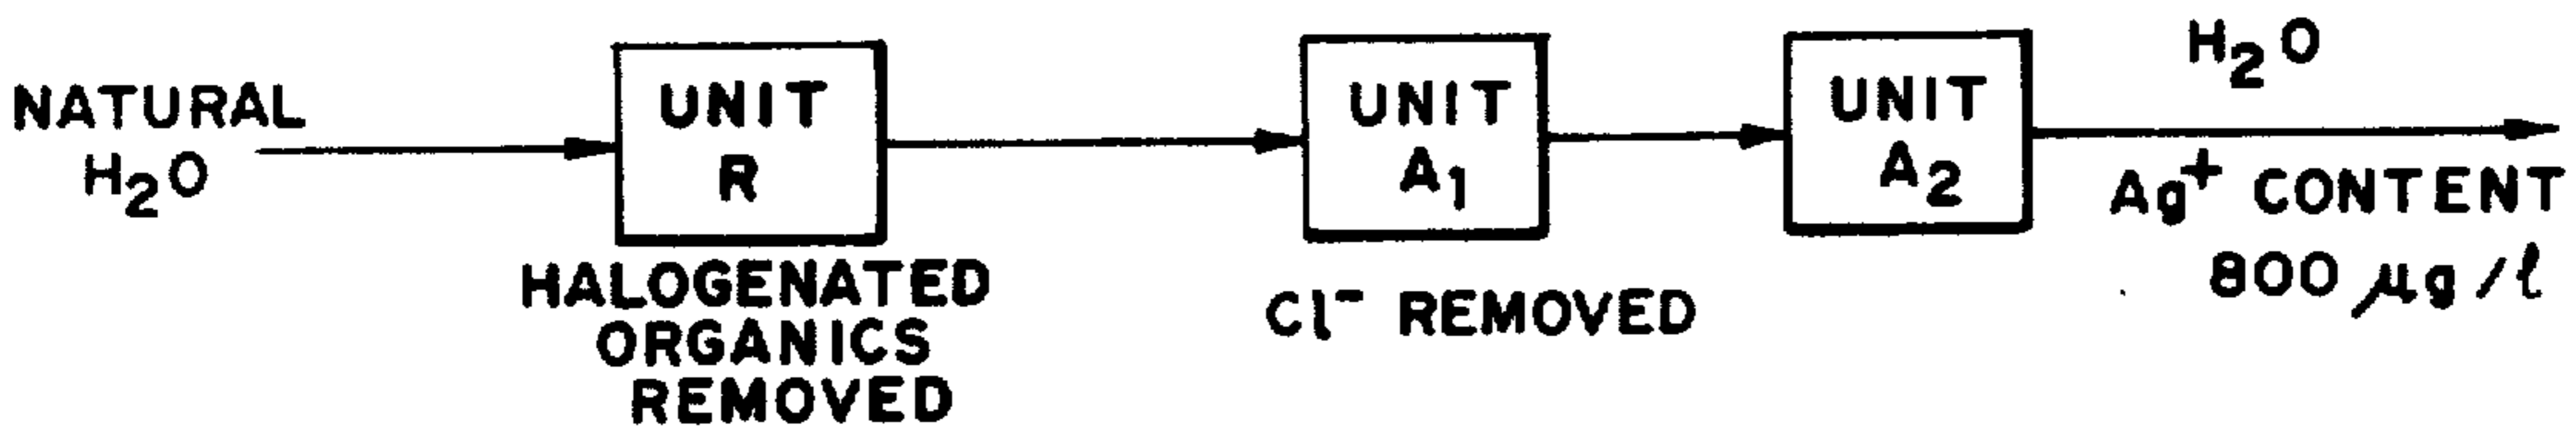 NATURAL
H₂O
UNIT
R
HALOGENATED
ORGANICS
REMOVED
UNIT
A₁
Cl⁻ REMOVED
UNIT
A₂
H₂O
Ag⁺ CONTENT
800 µg/l